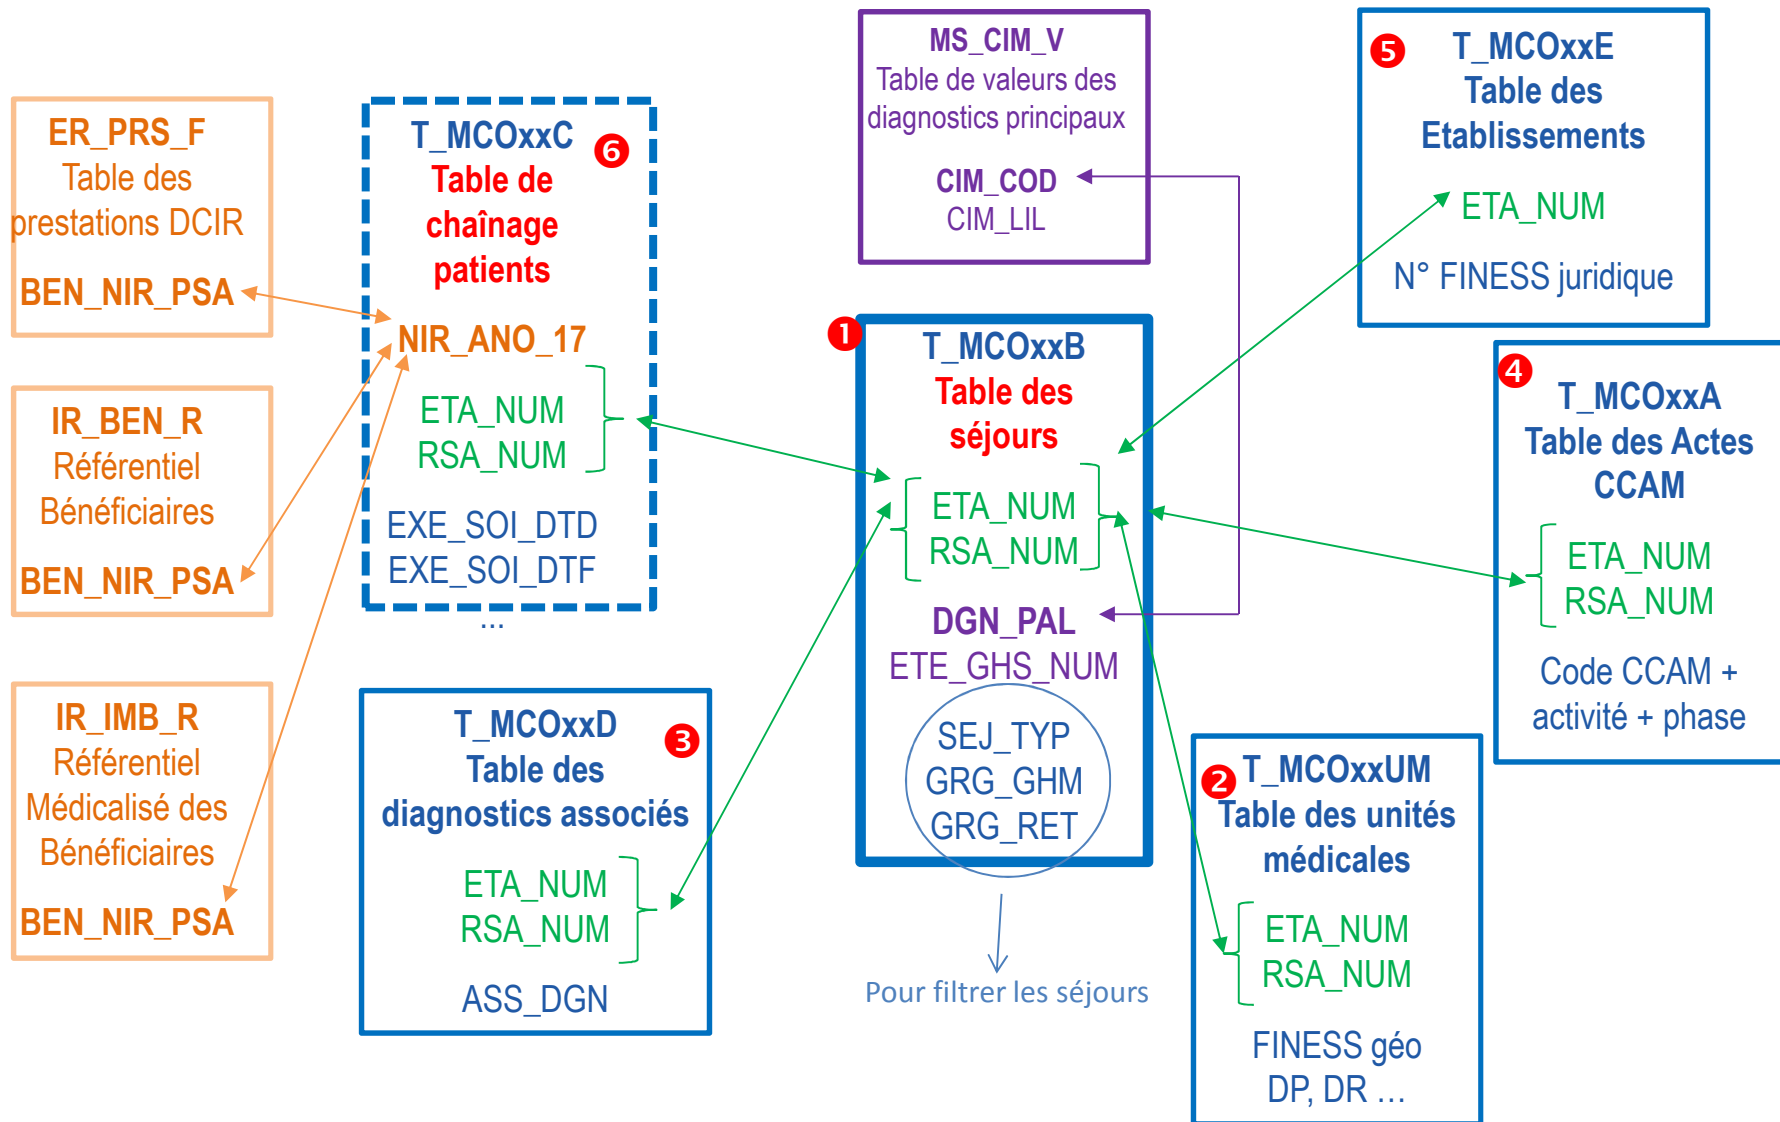 ER_PRS_F
Table des
prestations DCIR
BEN_NIR_PSA
IR_BEN_R
Référentiel
Bénéficiaires
BEN_NIR_PSA
IR_IMB_R
Référentiel
Médicalisé des
Bénéficiaires
BEN_NIR_PSA
T_MCOxxC
6
Table de
chaînage
patients
NIR_ANO_17
ETA_NUM
RSA_NUM
EXE_SOI_DTD
EXE_SOI_DTF
...
T_MCOxxD
3
Table des
diagnostics associés
ETA_NUM
RSA_NUM
ASS_DGN
MS_CIM_V
Table de valeurs des
diagnostics principaux
CIM_COD
CIM_LIL
1
T_MCOxxB
Table des
séjours
ETA_NUM
RSA_NUM
DGN_PAL
ETE_GHS_NUM
SEJ_TYP
GRG_GHM
GRG_RET
Pour filtrer les séjours
5
T_MCOxxE
Table des
Etablissements
ETA_NUM
N° FINESS juridique
4
T_MCOxxA
Table des Actes
CCAM
ETA_NUM
RSA_NUM
Code CCAM +
activité + phase
2
T_MCOxxUM
Table des unités
médicales
ETA_NUM
RSA_NUM
FINESS géo
DP, DR ...